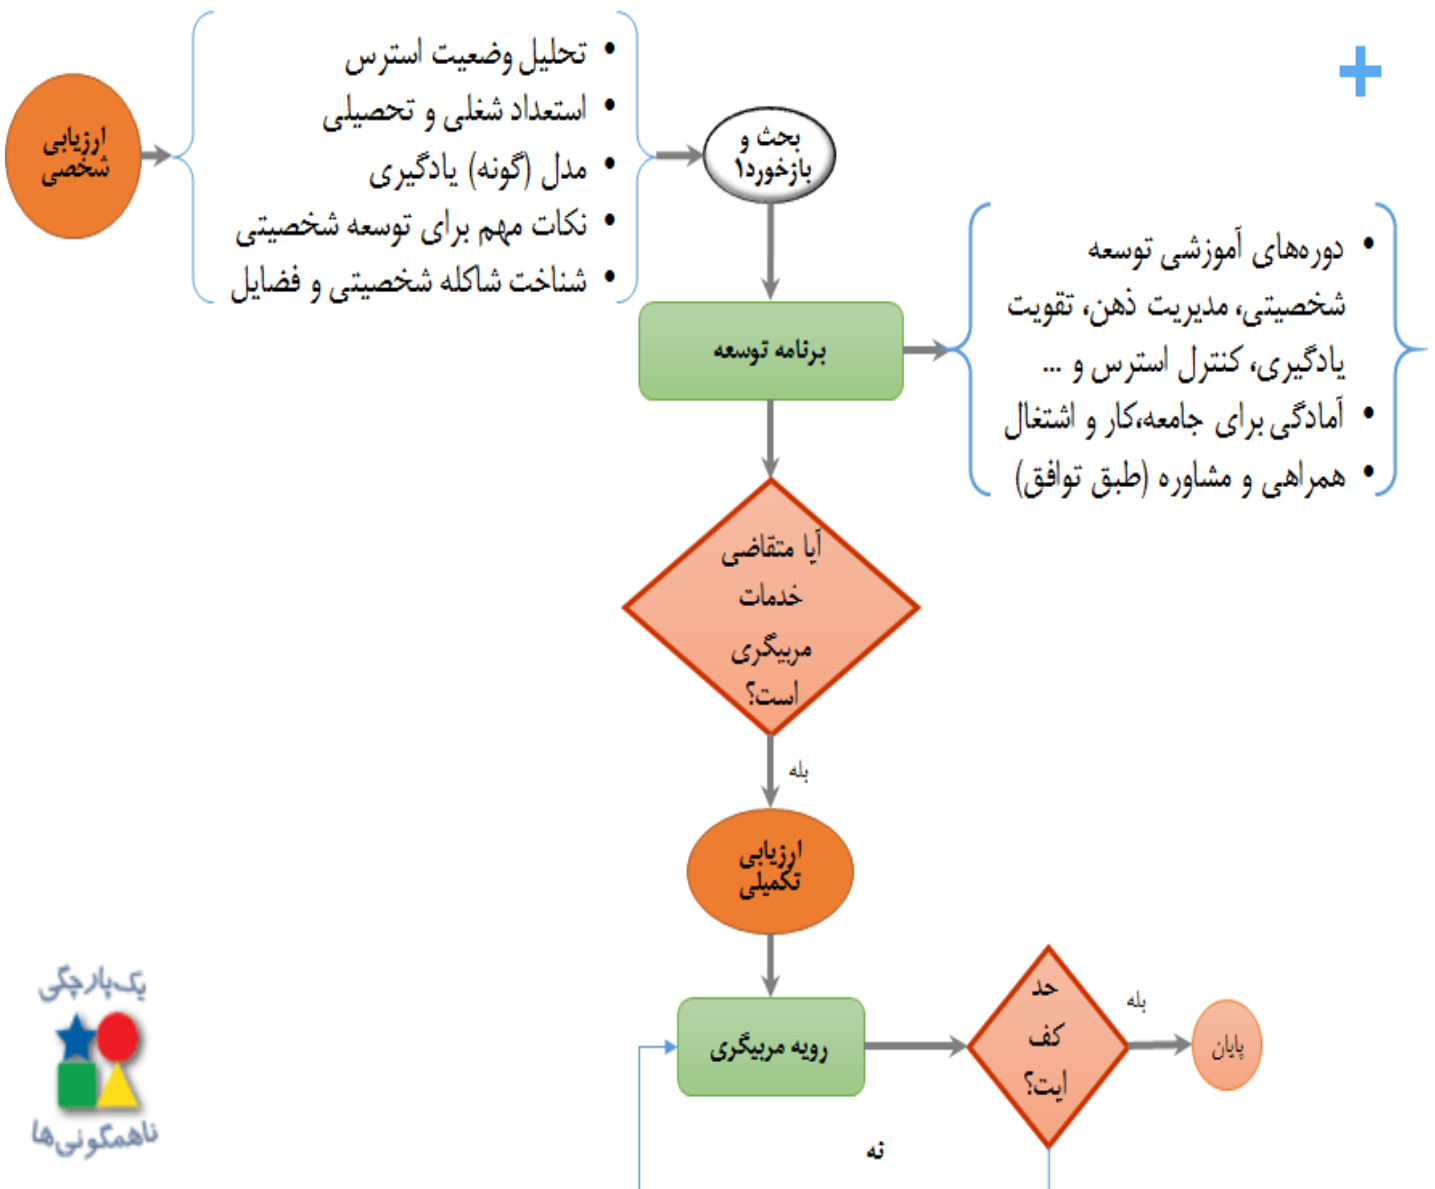 ارزیابی
شخصی
• تحلیل وضعیت استرس
• استعداد شغلی و تحصیلی
• مدل (گونه) یادگیری
• نکات مهم برای توسعه شخصیتی
• شناخت شاکله شخصیتی و فضایل
بحث و
بازخورد۱
برنامه توسعه
• دوره‌های آموزشی توسعه
شخصیتی، مدیریت ذهن، تقویت
یادگیری، کنترل استرس و ...
• آمادگی برای جامعه،کار و اشتغال
• همراهی و مشاوره (طبق توافق)
آیا متقاضی
خدمات
مربیگری
است؟
بله
ارزیابی
تکمیلی
رویه مربیگری
حد
کف
ایت؟
بله
پایان
نه
یک‌پارچگی
ناهمگونی‌ها